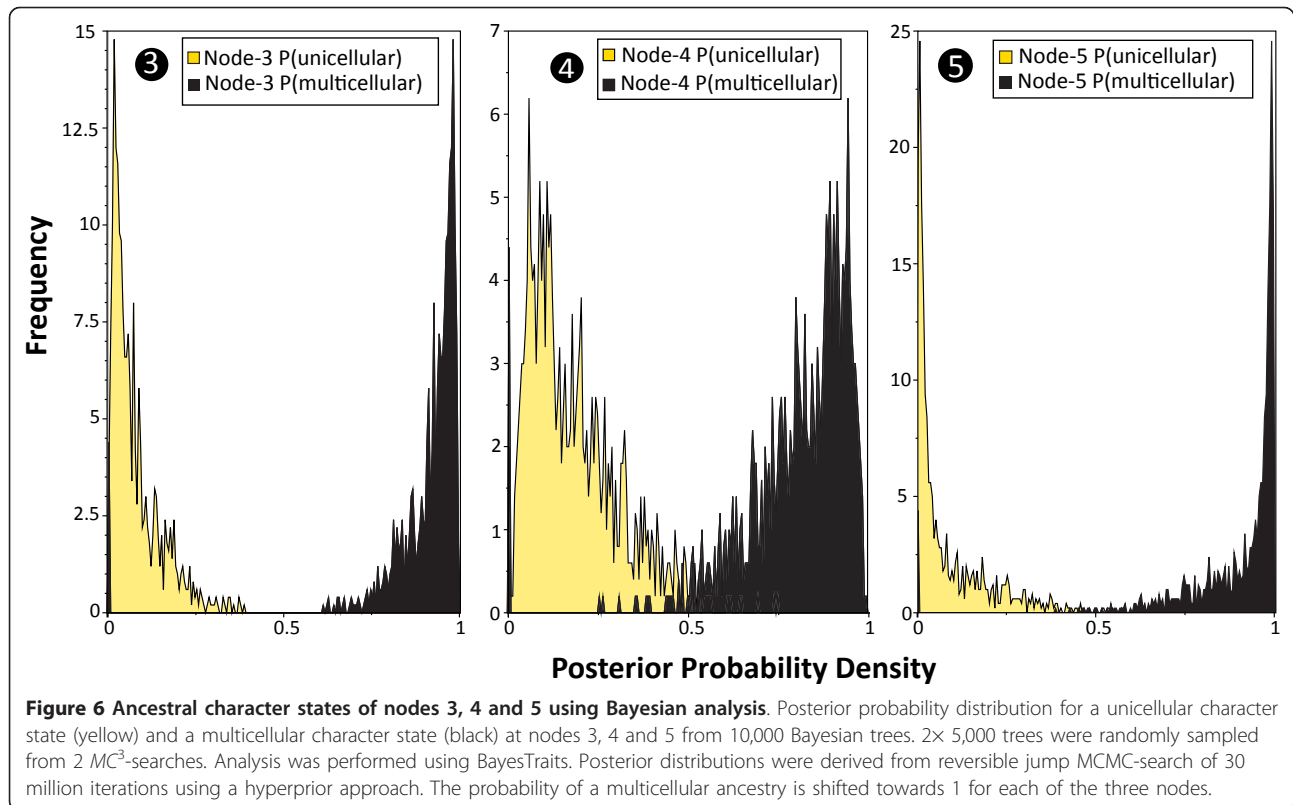 3
Node-3 P(unicellular)
Node-3 P(multicellular)
15
12.5
10
7.5
5
2.5
0
0
0.5
1
4
Node-4 P(unicellular)
Node-4 P(multicellular)
7
6
5
4
3
2
1
0
0
0.5
1
5
Node-5 P(unicellular)
Node-5 P(multicellular)
25
20
15
10
5
0
0
0.5
1
Frequency
Posterior Probability Density
Figure 6 Ancestral character states of nodes 3, 4 and 5 using Bayesian analysis. Posterior probability distribution for a unicellular character
state (yellow) and a multicellular character state (black) at nodes 3, 4 and 5 from 10,000 Bayesian trees. 2× 5,000 trees were randomly sampled
from 2 MC³-searches. Analysis was performed using BayesTraits. Posterior distributions were derived from reversible jump MCMC-search of 30
million iterations using a hyperprior approach. The probability of a multicellular ancestry is shifted towards 1 for each of the three nodes.